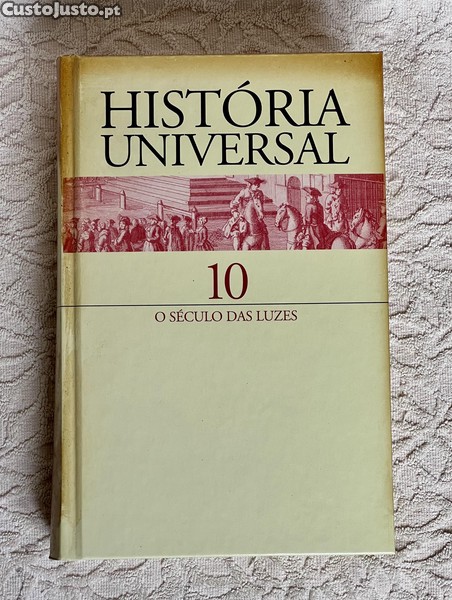 CustoJusto.pt
HISTÓRIA
UNIVERSAL
10
O SÉCULO DAS LUZES